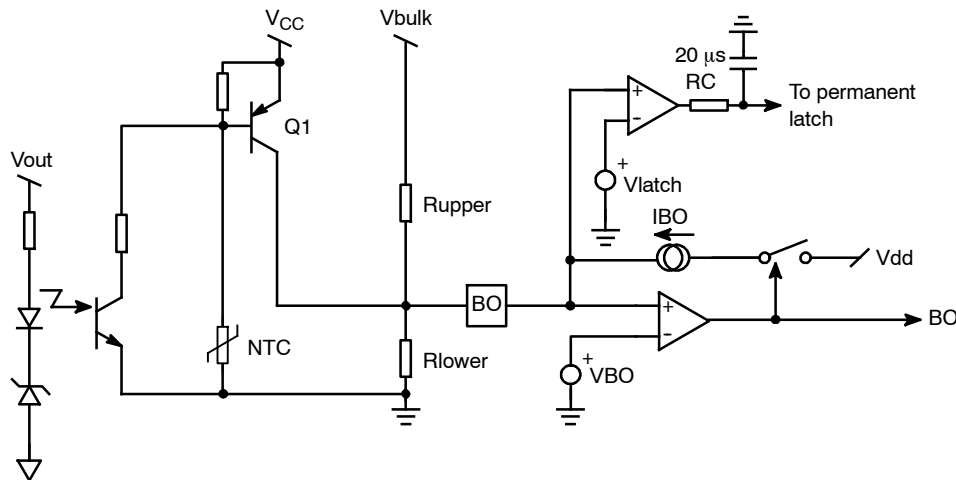 VCC
Vbulk
20 μs
RC
To permanent
latch
Q1
Vout
Vlatch
Rupper
IBO
Vdd
BO
BO
NTC
Rlower
VBO
+
-
+
+
-
+